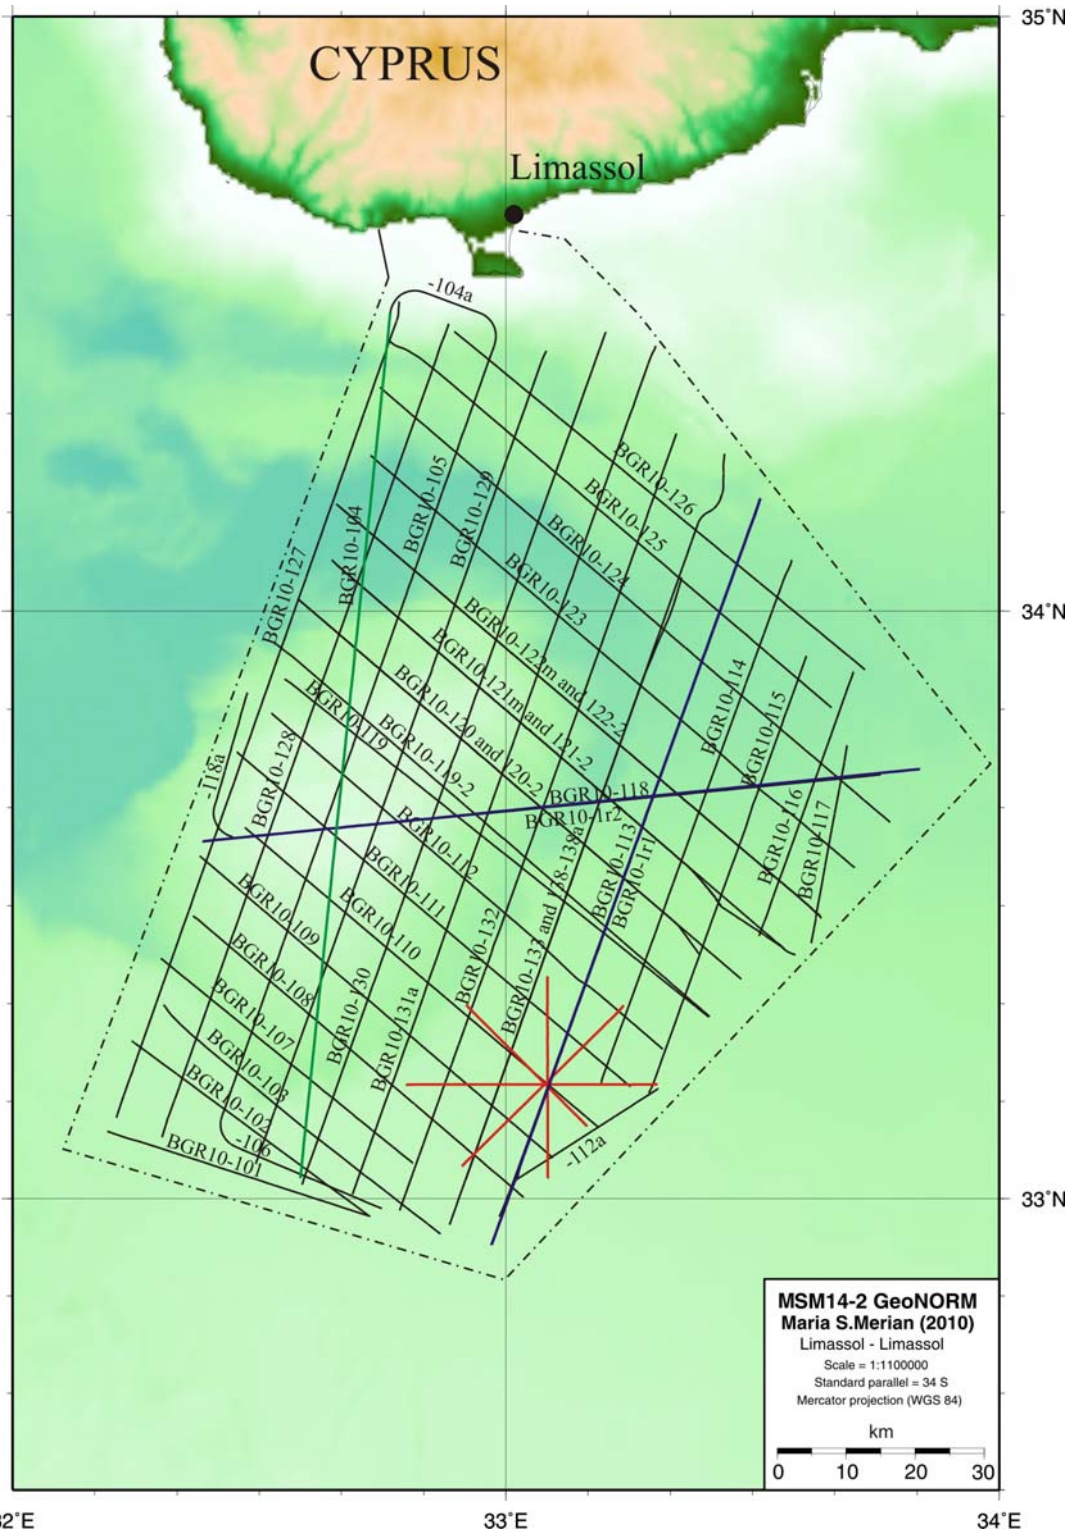 35°N
CYPRUS
Limassol
-104a
BGR10-126
BGR10-105
BGR10-129
BGR10-125
BGR10-104
BGR10-124
BGR10-127
BGR10-123
34°N
BGR10-122m and 122-2
BGR10-121m and 121-2
BGR10-120 and 120-2
BGR10-119
BGR10-119-2
BGR10-114
BGR10-115
-118a
BGR10-128
BGR10-118
BGR10-1r2
BGR10-112
BGR10-116
BGR10-117
BGR10-111
BGR10-113
BGR10-1r1
BGR10-109
BGR10-110
BGR10-132
BGR10-133 and 138-138a
BGR10-108
BGR10-107
BGR10-130
BGR10-131a
BGR10-103
BGR10-102
-106
BGR10-101
-112a
33°N
MSM14-2 GeoNORM
Maria S.Merian (2010)
Limassol - Limassol
Scale = 1:1100000
Standard parallel = 34 S
Mercator projection (WGS 84)
km
0 10 20 30
2°E 33°E 34°E